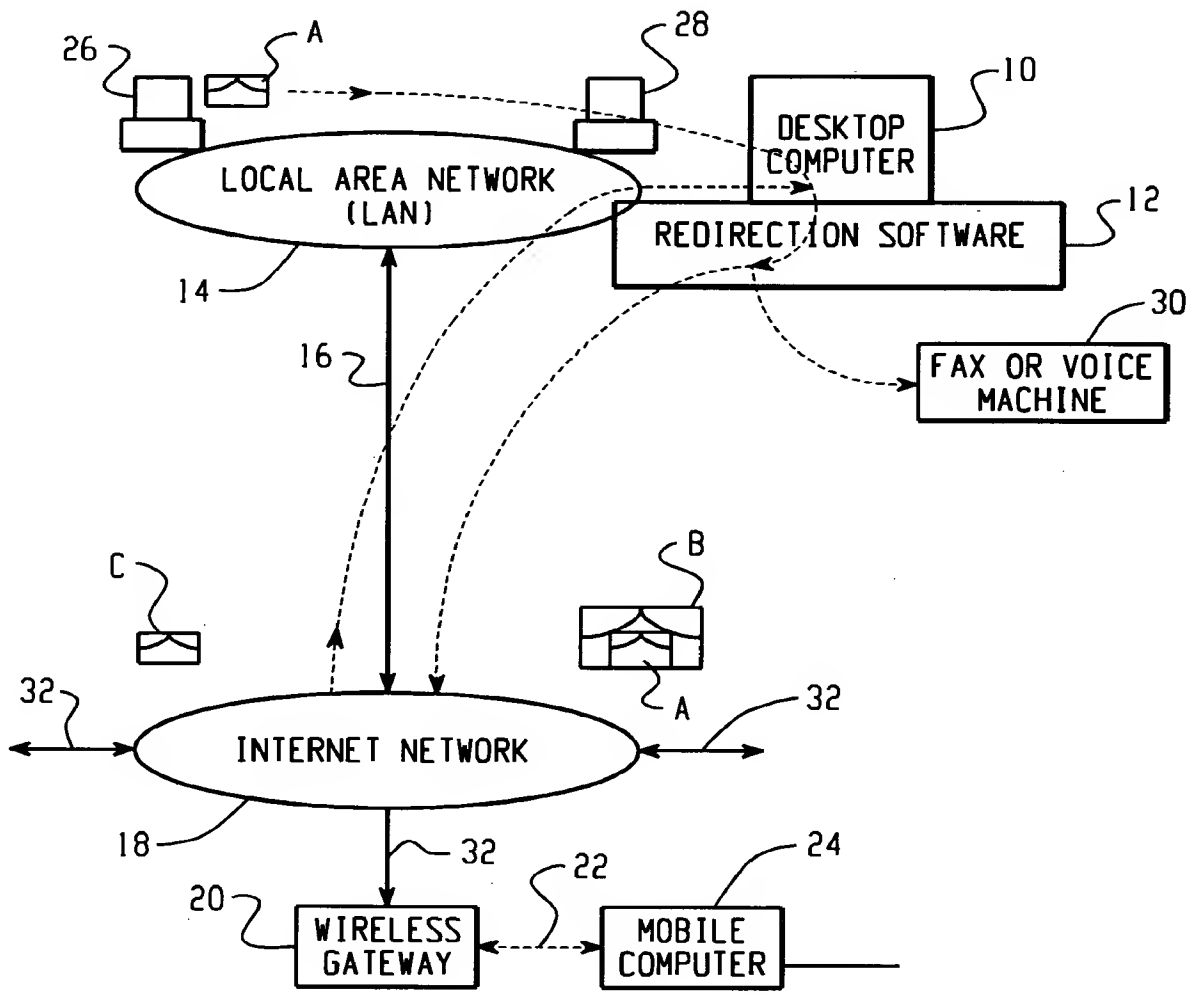 26
A
28
10
DESKTOP
COMPUTER
LOCAL AREA NETWORK
(LAN)
12
REDIRECTION SOFTWARE
14
30
16
FAX OR VOICE
MACHINE
C
B
A
32
32
INTERNET NETWORK
18
32
22
24
20
WIRELESS
GATEWAY
MOBILE
COMPUTER